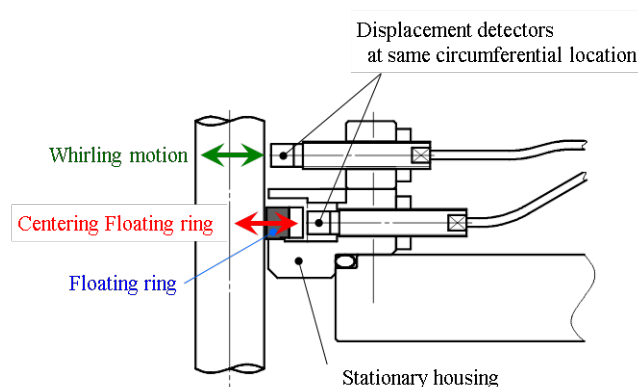 Displacement detectors
at same circumferential location
Whirling motion
Centering Floating ring
Floating ring
Stationary housing